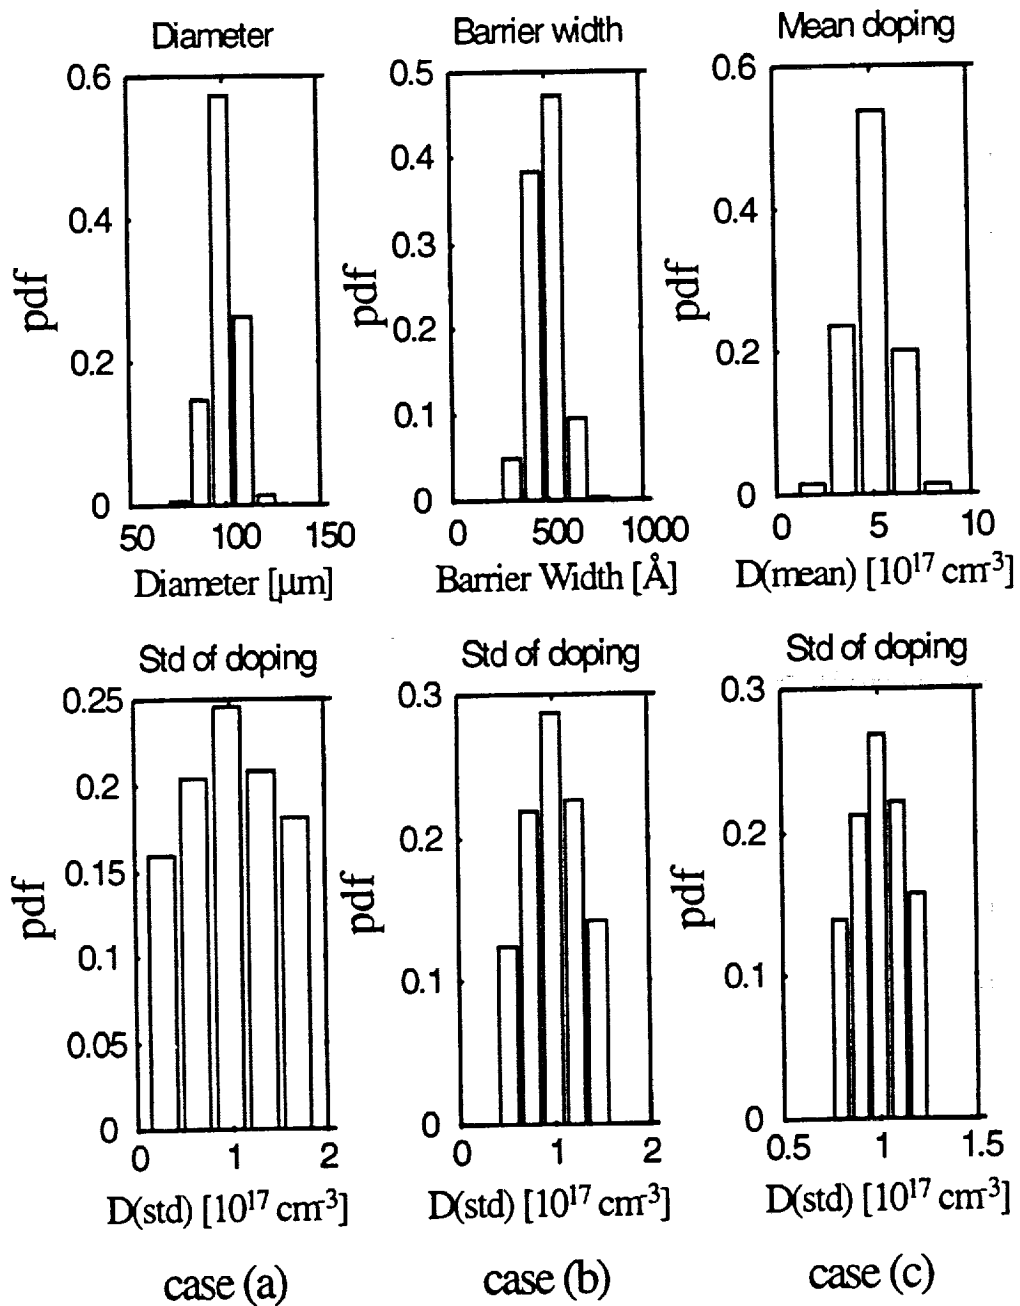 Diameter
Barrier width
Mean doping
0.6
0.4
0.2
0
pdf
50
100
150
Diameter [μm]
0.5
0.4
0.3
0.2
0.1
0
pdf
0
500
1000
Barrier Width [Å]
0.6
0.4
0.2
0
pdf
0
5
10
D(mean) [10¹⁷ cm⁻³]
Std of doping
Std of doping
Std of doping
0.25
0.2
0.15
0.1
0.05
0
pdf
0
1
2
D(std) [10¹⁷ cm⁻³]
0.3
0.2
0.1
0
pdf
0
1
2
D(std) [10¹⁷ cm⁻³]
0.3
0.2
0.1
0
pdf
0.5
1
1.5
D(std) [10¹⁷ cm⁻³]
case (a)
case (b)
case (c)